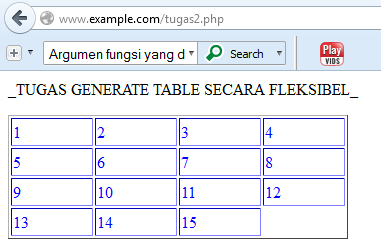 www.example.com/tugas2.php
Argumen fungsi yang d Search Play VIDS
_TUGAS GENERATE TABLE SECARA FLEKSIBEL_
1 2 3 4
5 6 7 8
9 10 11 12
13 14 15